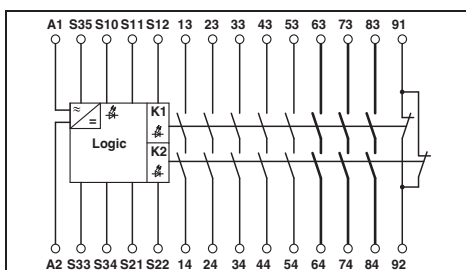 A1 S35 S10 S11 S12 13 23 33 43 53 63 73 83 91
K1
Logic
K2
A2 S33 S34 S21 S22 14 24 34 44 54 64 74 84 92